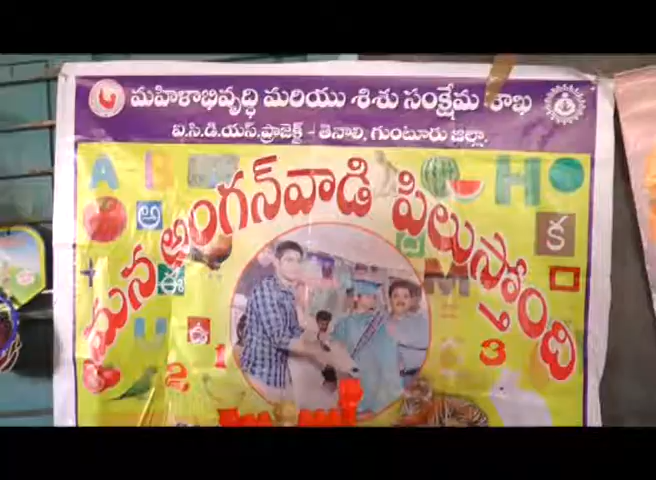 మహిళాభివృద్ధి మరియు శిశు సంక్షేమ శాఖ
ఐ.సి.డి.యస్.ప్రాజెక్ట్ - తెనాలి, గుంటూరు జిల్లా.
మన అంగన్‌వాడి పిలుస్తోంది
A B
H
అ
క
ఈ
M
U
ఱ
1
2
3